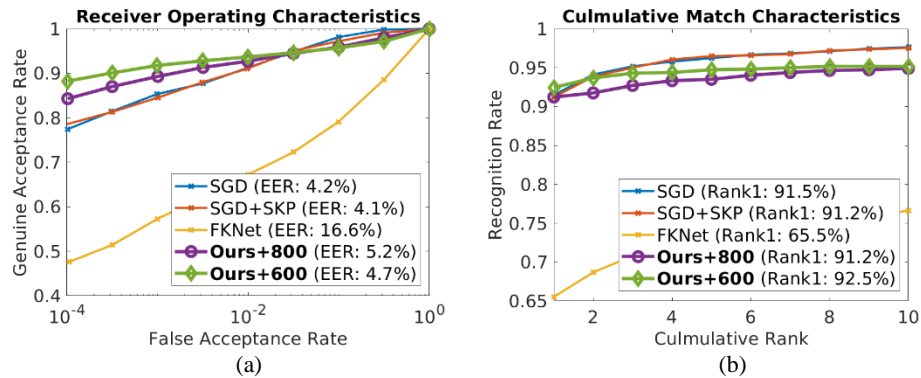 Receiver Operating Characteristics
Genuine Acceptance Rate
1
0.9
0.8
0.7
0.6
0.5
0.4
SGD (EER: 4.2%)
SGD+SKP (EER: 4.1%)
FKNet (EER: 16.6%)
Ours+800 (EER: 5.2%)
Ours+600 (EER: 4.7%)
10^-4 10^-2 10^0
False Acceptance Rate
(a)
Culmulative Match Characteristics
Recognition Rate
1
0.95
0.9
0.85
0.8
0.75
0.7
0.65
SGD (Rank1: 91.5%)
SGD+SKP (Rank1: 91.2%)
FKNet (Rank1: 65.5%)
Ours+800 (Rank1: 91.2%)
Ours+600 (Rank1: 92.5%)
2 4 6 8 10
Culmulative Rank
(b)